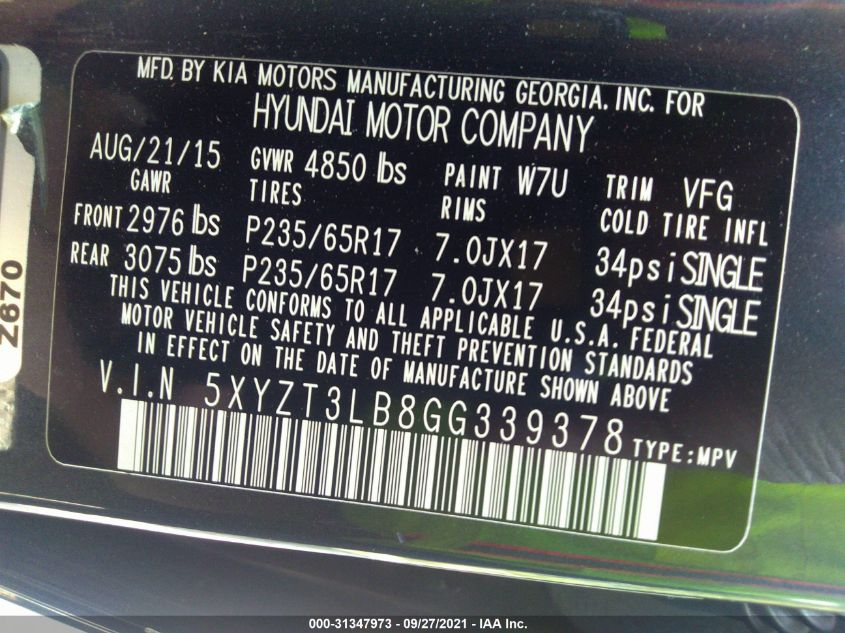 MFD. BY KIA MOTORS MANUFACTURING GEORGIA, INC. FOR
HYUNDAI MOTOR COMPANY
AUG/21/15 GVWR 4850 lbs PAINT W7U TRIM VFG
GAWR TIRES RIMS COLD TIRE INFL
FRONT 2976 lbs P235/65R17 7.0JX17 34psi SINGLE
REAR 3075 lbs P235/65R17 7.0JX17 34psi SINGLE
THIS VEHICLE CONFORMS TO ALL APPLICABLE U.S.A. FEDERAL
MOTOR VEHICLE SAFETY AND THEFT PREVENTION STANDARDS
IN EFFECT ON THE DATE OF MANUFACTURE SHOWN ABOVE
V.I.N 5XYZT3LB8GG339378 TYPE:MPV
Z670
000-31347973 - 09/27/2021 - IAA Inc.